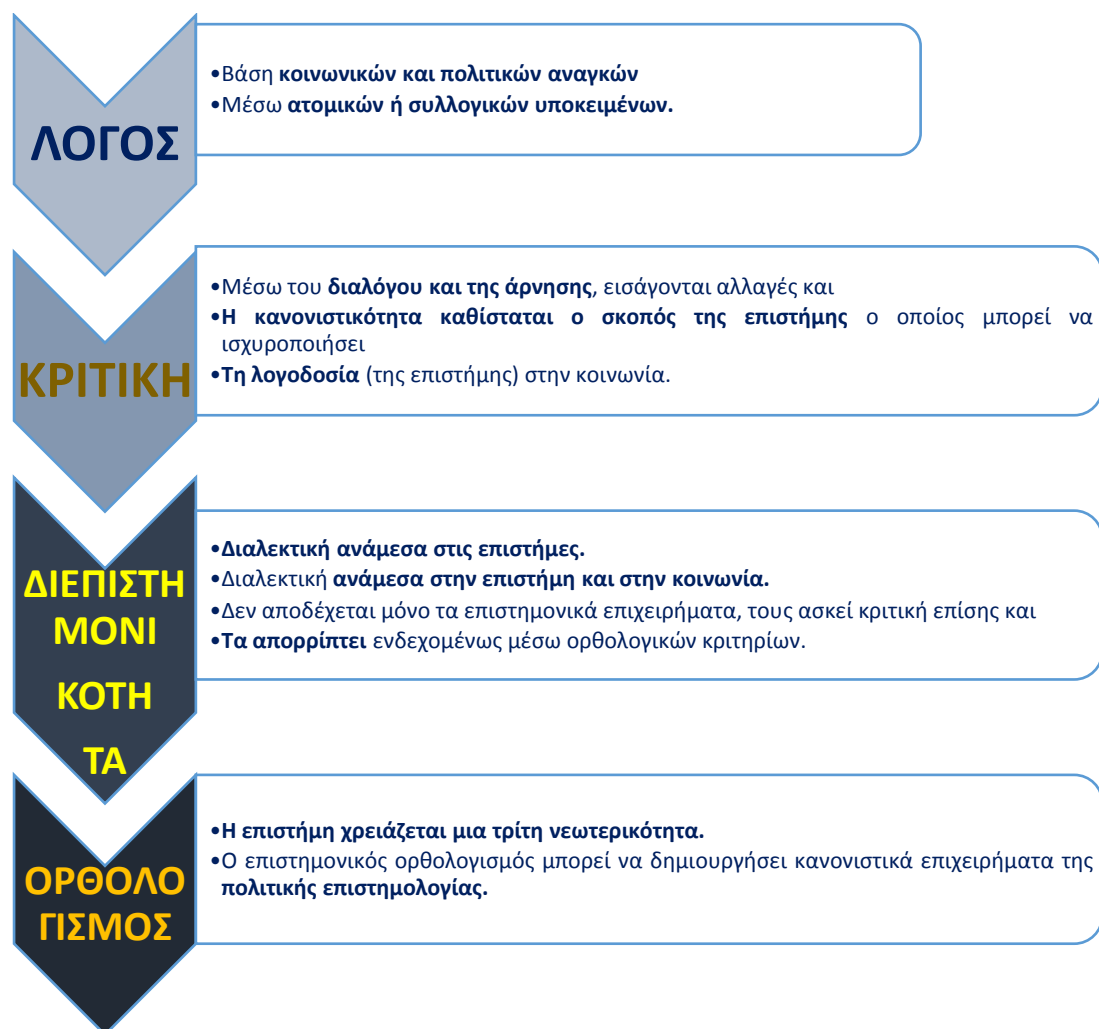 ΛΟΓΟΣ
•Βάση κοινωνικών και πολιτικών αναγκών
•Μέσω ατομικών ή συλλογικών υποκειμένων.
ΚΡΙΤΙΚΗ
•Μέσω του διαλόγου και της άρνησης, εισάγονται αλλαγές και
•Η κανονιστικότητα καθίσταται ο σκοπός της επιστήμης ο οποίος μπορεί να
ισχυροποιήσει
•Τη λογοδοσία (της επιστήμης) στην κοινωνία.
ΔΙΕΠΙΣΤΗ
ΜΟΝΙ
ΚΟΤΗ
ΤΑ
•Διαλεκτική ανάμεσα στις επιστήμες.
•Διαλεκτική ανάμεσα στην επιστήμη και στην κοινωνία.
•Δεν αποδέχεται μόνο τα επιστημονικά επιχειρήματα, τους ασκεί κριτική επίσης και
•Τα απορρίπτει ενδεχομένως μέσω ορθολογικών κριτηρίων.
ΟΡΘΟΛΟ
ΓΙΣΜΟΣ
•Η επιστήμη χρειάζεται μια τρίτη νεωτερικότητα.
•Ο επιστημονικός ορθολογισμός μπορεί να δημιουργήσει κανονιστικά επιχειρήματα της
πολιτικής επιστημολογίας.